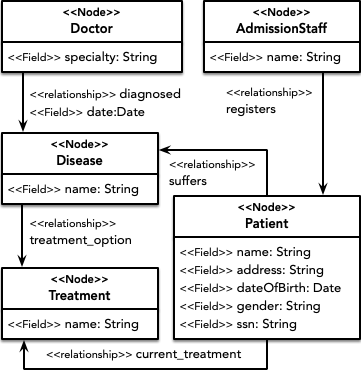 <<Node>>
Doctor
<<Field>> specialty: String
<<Node>>
AdmissionStaff
<<Field>> name: String
<<relationship>> diagnosed
<<Field>> date:Date
<<relationship>>
registers
<<Node>>
Disease
<<Field>> name: String
<<relationship>>
suffers
<<relationship>>
treatment_option
<<Node>>
Patient
<<Field>> name: String
<<Field>> address: String
<<Field>> dateOfBirth: Date
<<Field>> gender: String
<<Field>> ssn: String
<<Node>>
Treatment
<<Field>> name: String
<<relationship>> current_treatment